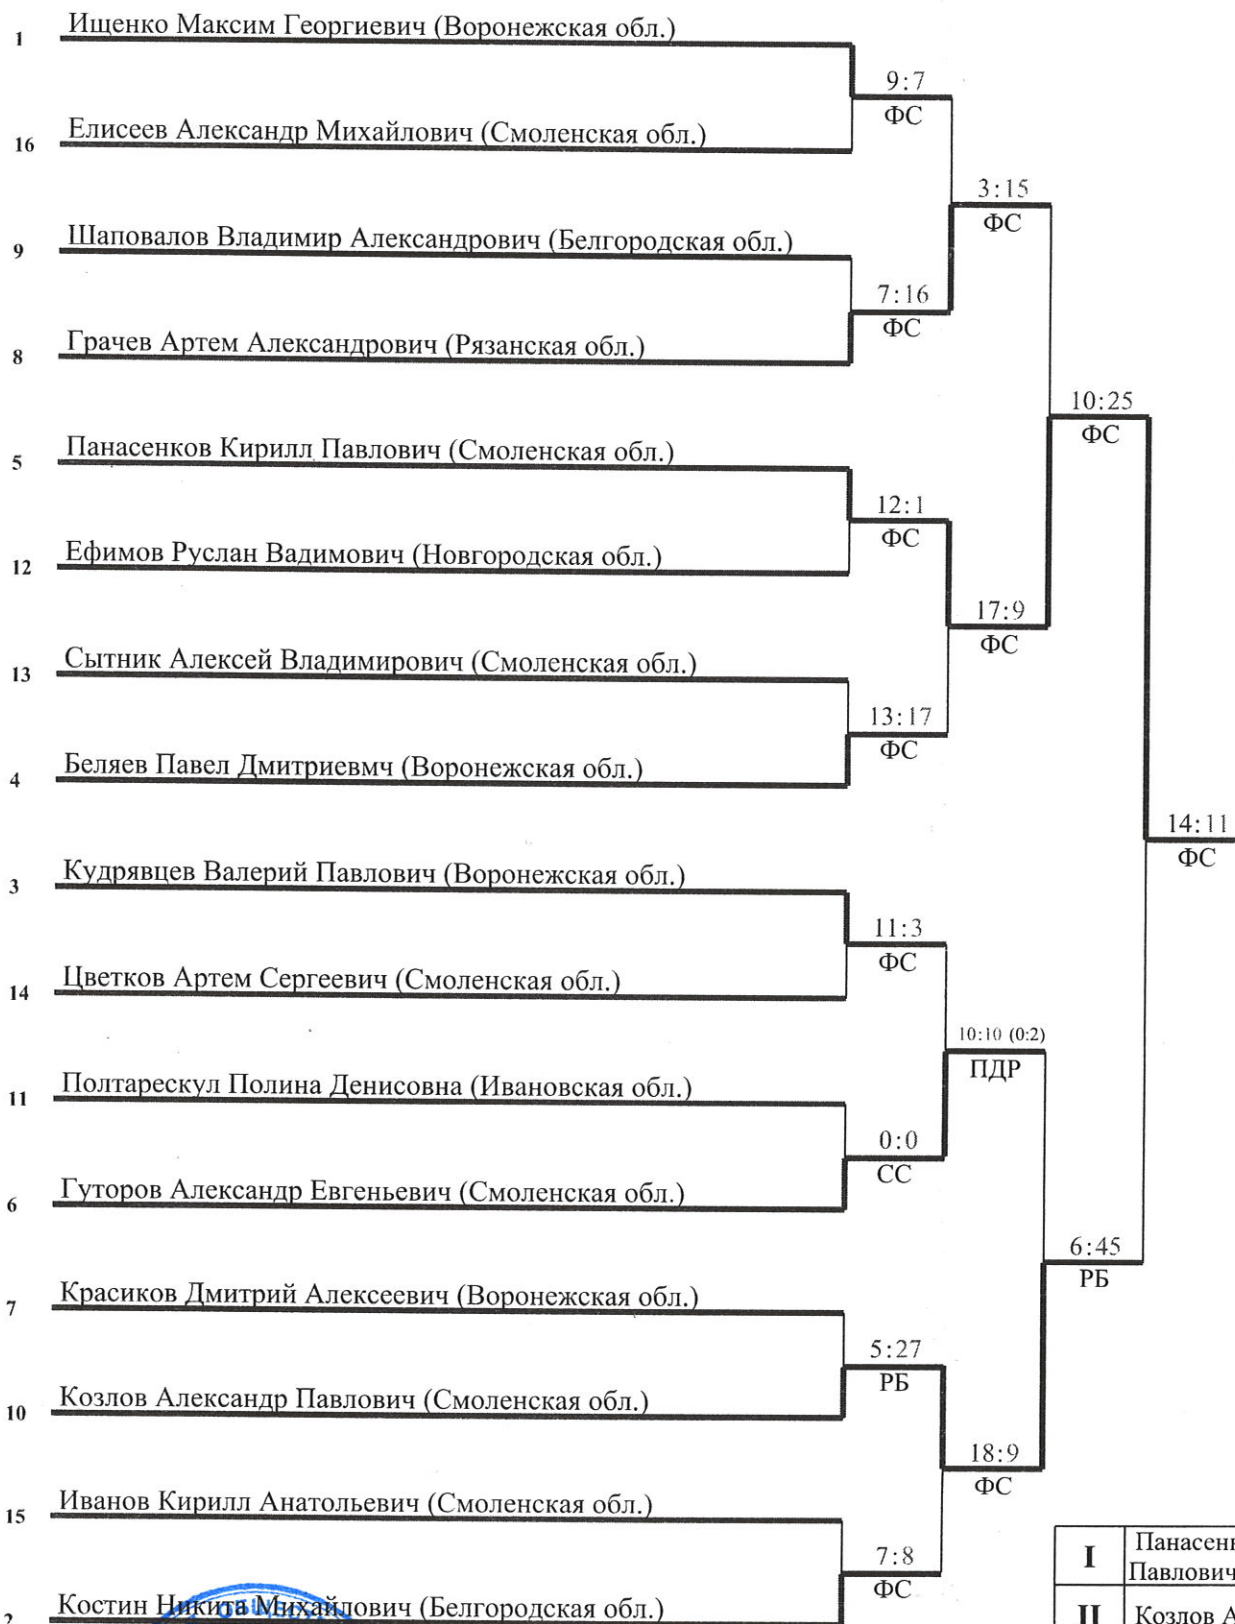 1 Ищенко Максим Георгиевич (Воронежская обл.)
9:7
ФС
16 Елисеев Александр Михайлович (Смоленская обл.)
3:15
ФС
9 Шаповалов Владимир Александрович (Белгородская обл.)
7:16
ФС
8 Грачев Артем Александрович (Рязанская обл.)
10:25
ФС
5 Панасенков Кирилл Павлович (Смоленская обл.)
12:1
ФС
12 Ефимов Руслан Вадимович (Новгородская обл.)
17:9
ФС
13 Сытник Алексей Владимирович (Смоленская обл.)
13:17
ФС
4 Беляев Павел Дмитриевмч (Воронежская обл.)
14:11
ФС
3 Кудрявцев Валерий Павлович (Воронежская обл.)
11:3
ФС
14 Цветков Артем Сергеевич (Смоленская обл.)
10:10 (0:2)
ПДР
11 Полтарескул Полина Денисовна (Ивановская обл.)
0:0
СС
6 Гуторов Александр Евгеньевич (Смоленская обл.)
6:45
РБ
7 Красиков Дмитрий Алексеевич (Воронежская обл.)
5:27
РБ
10 Козлов Александр Павлович (Смоленская обл.)
18:9
ФС
15 Иванов Кирилл Анатольевич (Смоленская обл.)
7:8
ФС
2 Костин Никита Михайлович (Белгородская обл.)
I Панасенк
Павлович
II Козлов А